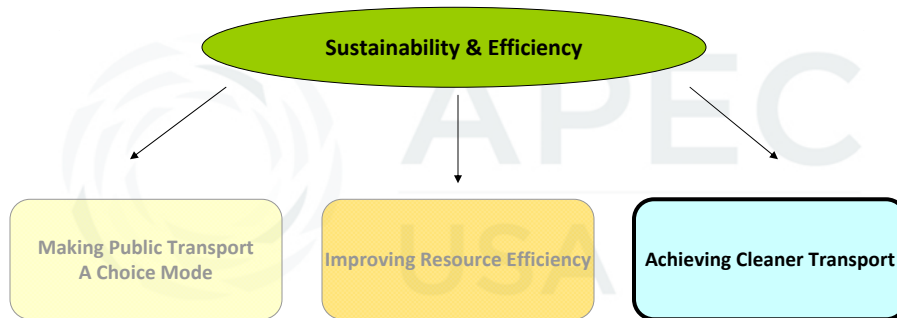 Sustainability & Efficiency
APEC
USA
Making Public Transport
A Choice Mode
Improving Resource Efficiency
Achieving Cleaner Transport